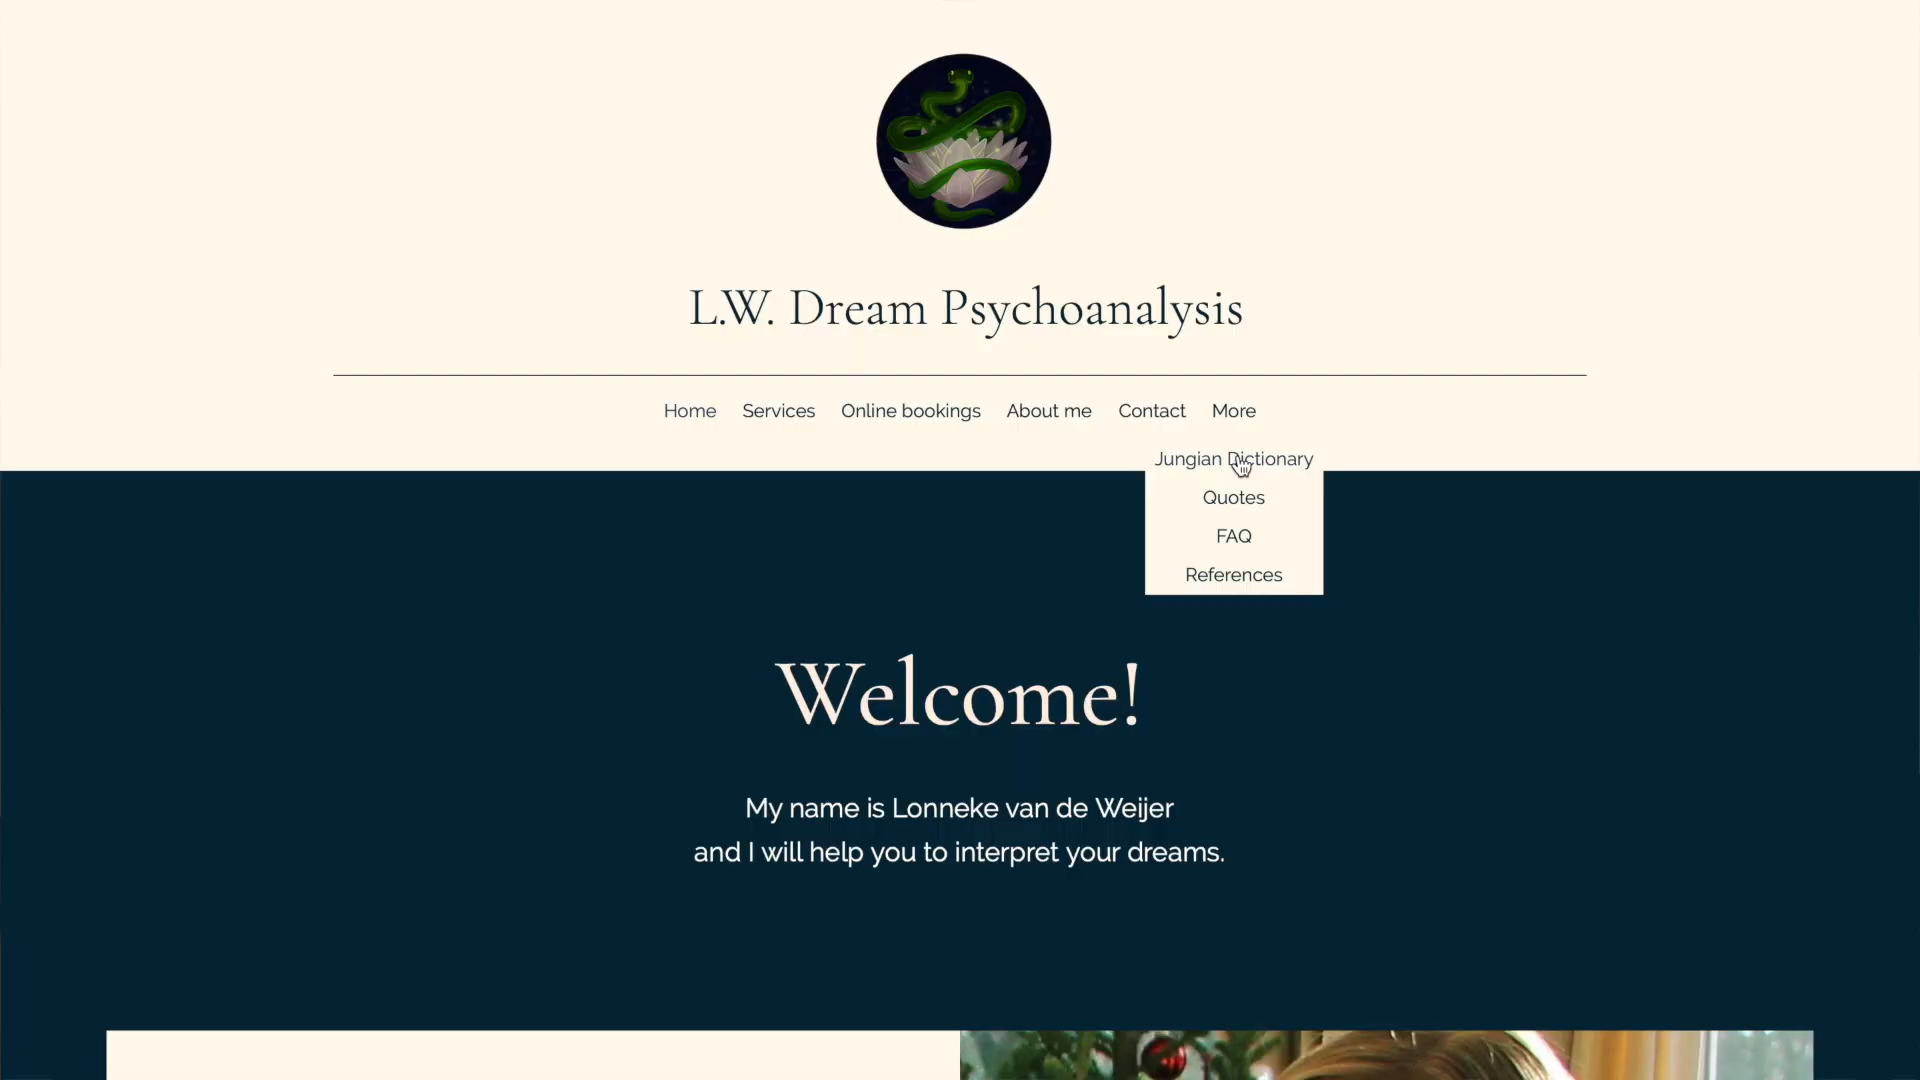 L.W. Dream Psychoanalysis
Home Services Online bookings About me Contact More
Jungian Dictionary
Quotes
FAQ
References
Welcome!
My name is Lonneke van de Weijer
and I will help you to interpret your dreams.